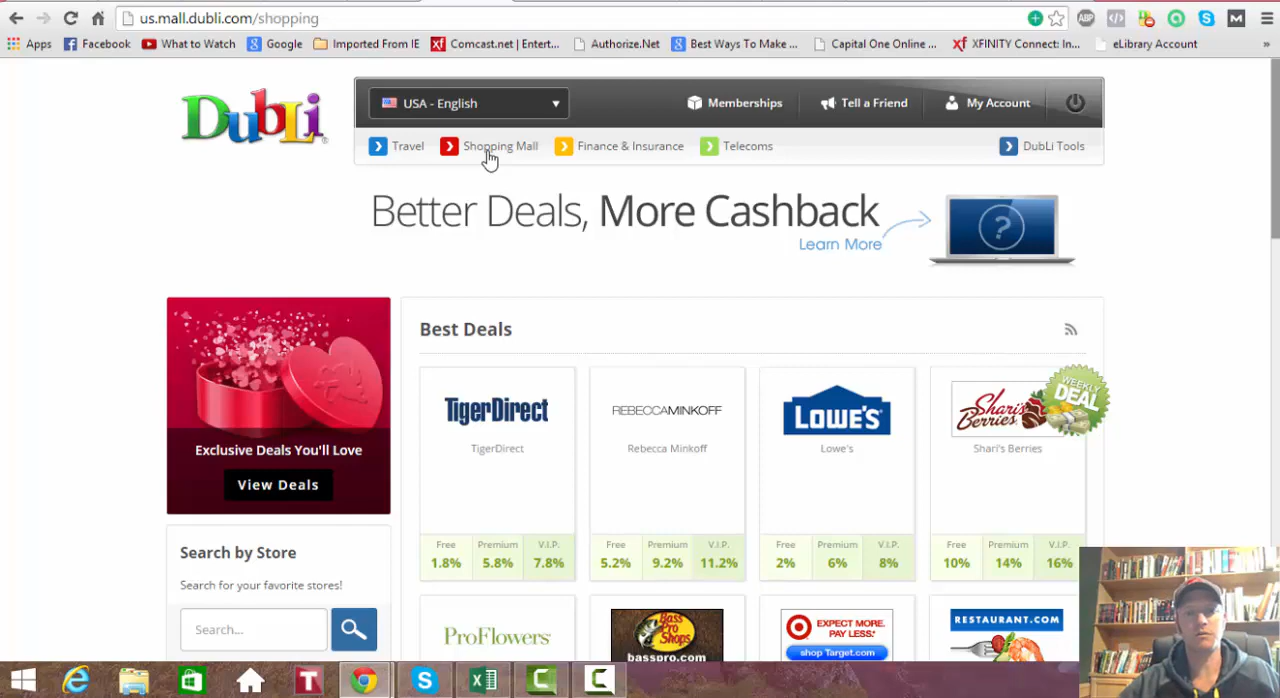 us.mall.dubli.com/shopping
ABP
M
Apps
Facebook
What to Watch
Google
Imported From IE
Comcast.net | Entert...
Authorize.Net
Best Ways To Make ...
Capital One Online ...
XFINITY Connect: In...
eLibrary Account
»
DubLi
USA - English
Memberships
Tell a Friend
My Account
Travel
Shopping Mall
Finance & Insurance
Telecoms
DubLi Tools
Better Deals, More Cashback
Learn More
?
Exclusive Deals You'll Love
View Deals
Search by Store
Search for your favorite stores!
Search...
Best Deals
TigerDirect
TigerDirect
Free Premium V.I.P.
1.8% 5.8% 7.8%
REBECCAMINKOFF
Rebecca Minkoff
Free Premium V.I.P.
5.2% 9.2% 11.2%
LOWE'S
Lowe's
Free Premium V.I.P.
2% 6% 8%
WEEKLY
DEAL
Shari's
Berries
Shari's Berries
Free Premium V.I.P.
10% 14% 16%
ProFlowers
Bass
Pro
Shops
basspro.com
EXPECT MORE.
PAY LESS.
shop Target.com
RESTAURANT.COM